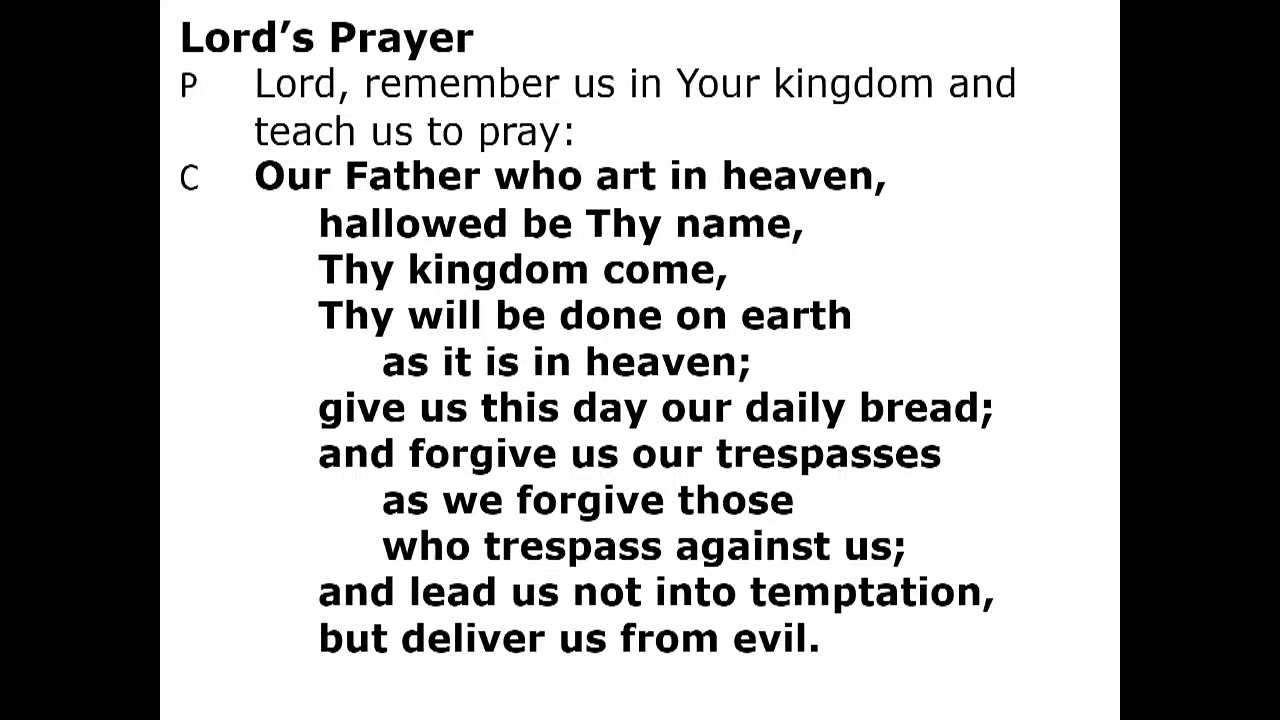 Lord’s Prayer
P Lord, remember us in Your kingdom and
teach us to pray:
C Our Father who art in heaven,
hallowed be Thy name,
Thy kingdom come,
Thy will be done on earth
as it is in heaven;
give us this day our daily bread;
and forgive us our trespasses
as we forgive those
who trespass against us;
and lead us not into temptation,
but deliver us from evil.